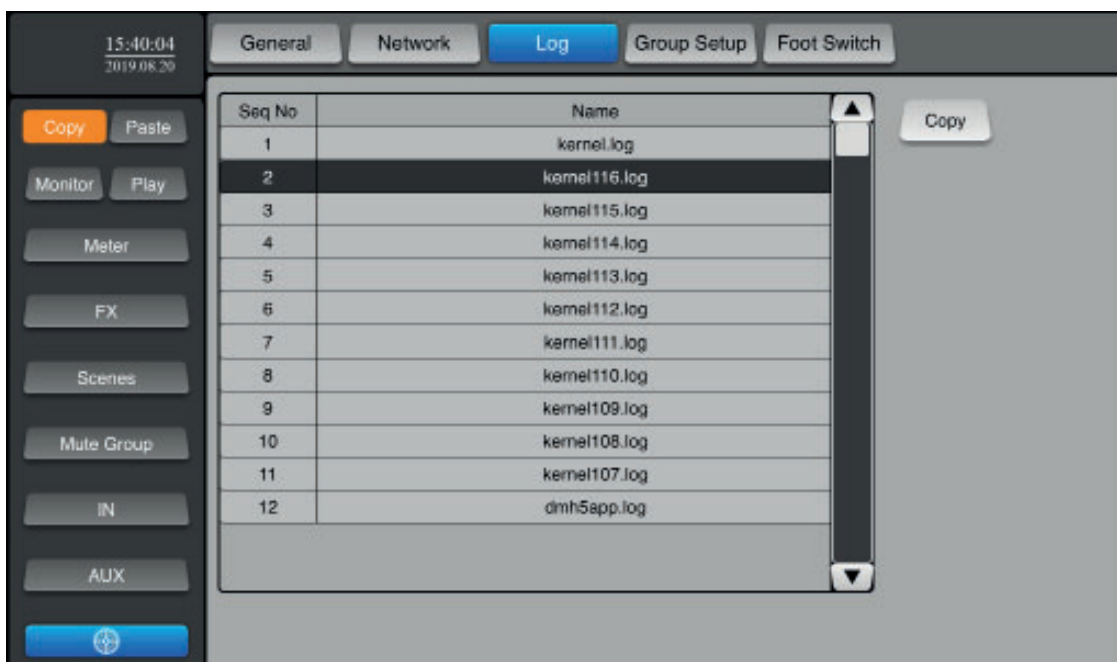 15:40:04
2019.08.20
General Network Log Group Setup Foot Switch
Copy Paste
Monitor Play
Meter
FX
Scenes
Mute Group
IN
AUX
Seq No Name
1 kernel.log
2 kernel116.log
3 kernel115.log
4 kernel114.log
5 kernel113.log
6 kernel112.log
7 kernel111.log
8 kernel110.log
9 kernel109.log
10 kernel108.log
11 kernel107.log
12 dmh5app.log
Copy